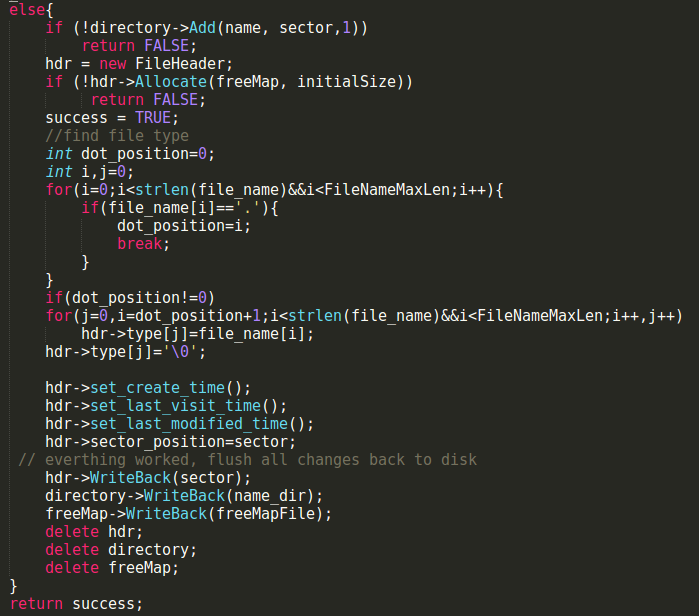 else{
    if (!directory->Add(name, sector,1))
        return FALSE;
    hdr = new FileHeader;
    if (!hdr->Allocate(freeMap, initialSize))
         return FALSE;
    success = TRUE;
    //find file type
    int dot_position=0;
    int i,j=0;
    for(i=0;i<strlen(file_name)&&i<FileNameMaxLen;i++){
        if(file_name[i]=='.'){
            dot_position=i;
            break;
        }
    }
    if(dot_position!=0)
    for(j=0,i=dot_position+1;i<strlen(file_name)&&i<FileNameMaxLen;i++,j++)
        hdr->type[j]=file_name[i];
    hdr->type[j]='\0';

    hdr->set_create_time();
    hdr->set_last_visit_time();
    hdr->set_last_modified_time();
    hdr->sector_position=sector;
 // everthing worked, flush all changes back to disk
    hdr->WriteBack(sector);
    directory->WriteBack(name_dir);
    freeMap->WriteBack(freeMapFile);
    delete hdr;
    delete directory;
    delete freeMap;
}
return success;